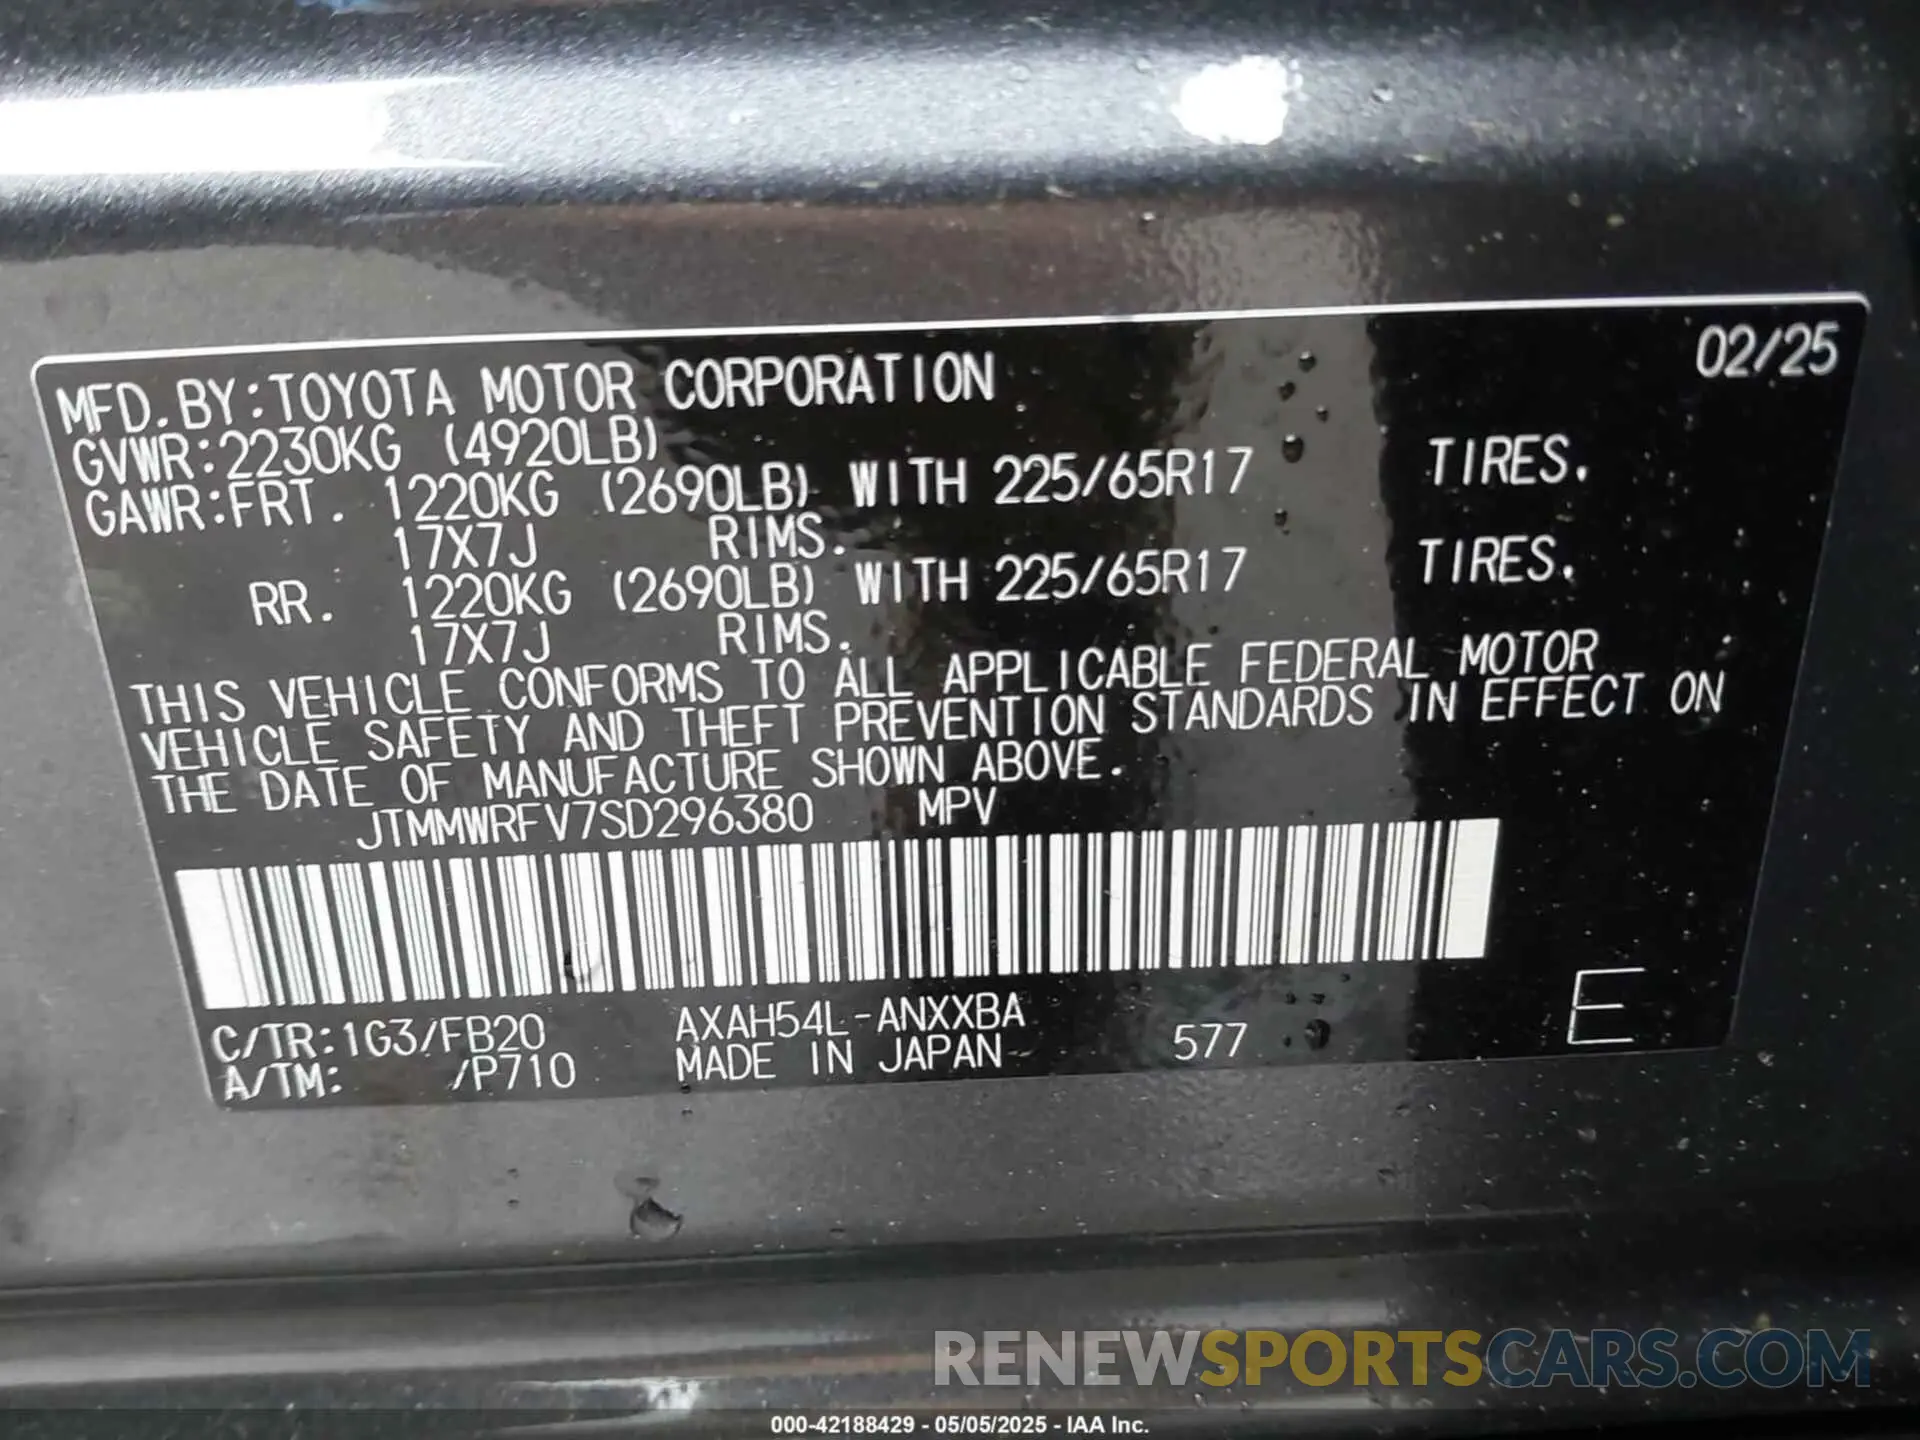 02/25
MFD.BY:TOYOTA MOTOR CORPORATION
GVWR:2230KG (4920LB)
GAWR:FRT. 1220KG (2690LB) WITH 225/65R17 TIRES.
17X7J RIMS.
RR. 1220KG (2690LB) WITH 225/65R17 TIRES.
17X7J RIMS.
THIS VEHICLE CONFORMS TO ALL APPLICABLE FEDERAL MOTOR
VEHICLE SAFETY AND THEFT PREVENTION STANDARDS IN EFFECT ON
THE DATE OF MANUFACTURE SHOWN ABOVE.
JTMMWRFV7SD296380 MPV
C/TR:1G3/FB20 AXAH54L-ANXXBA
A/TM: /P710 MADE IN JAPAN 577 E
RENEWSPORTSCARS.COM
000-42188429 - 05/05/2025 - IAA Inc.